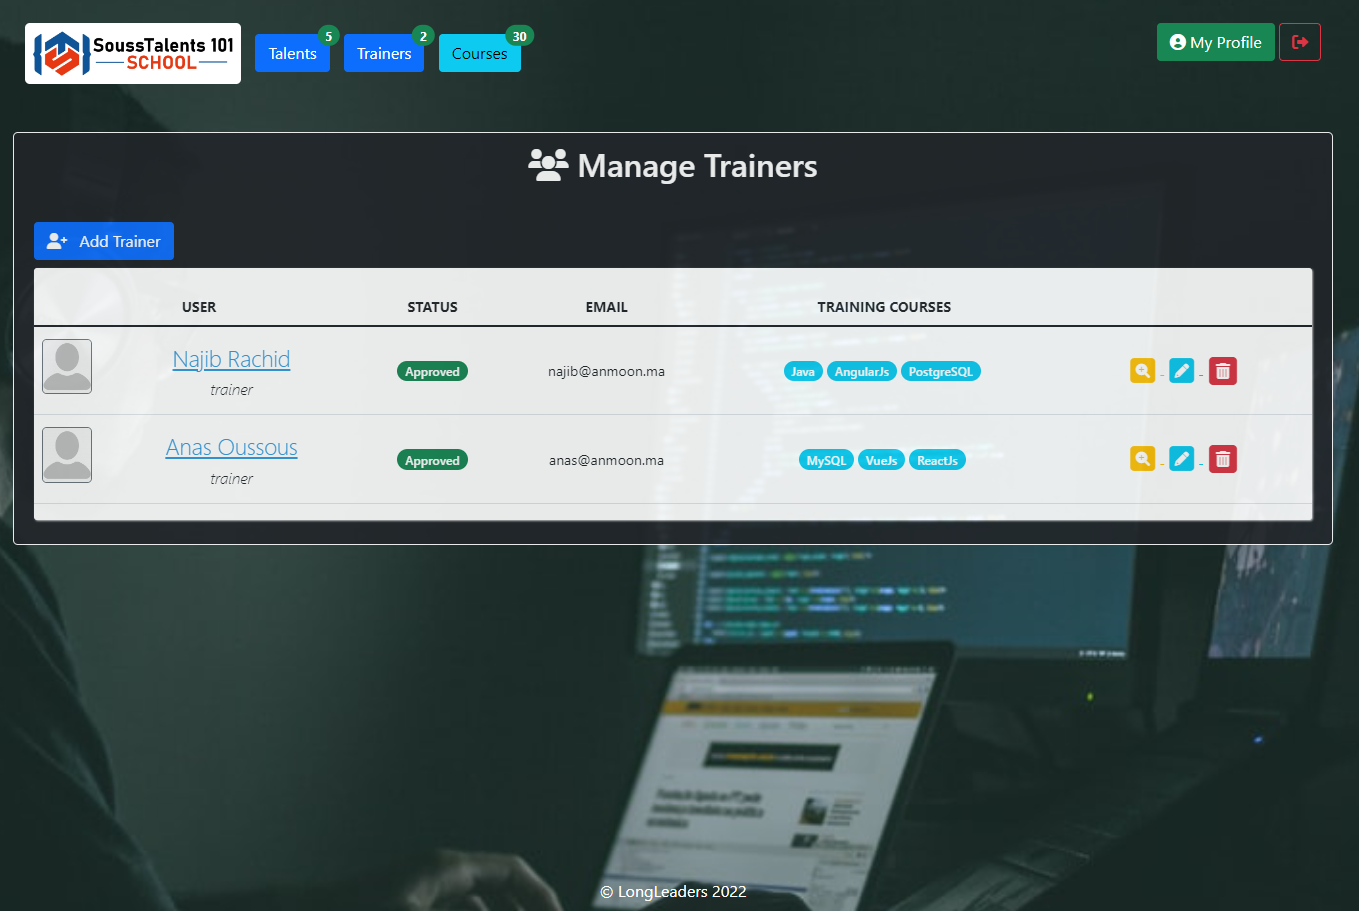 SoussTalents 101
SCHOOL
Talents 5
Trainers 2
Courses 30
My Profile
Manage Trainers
Add Trainer
USER STATUS EMAIL TRAINING COURSES
Najib Rachid
trainer
Approved
najib@anmoon.ma
Java AngularJs PostgreSQL
Anas Oussous
trainer
Approved
anas@anmoon.ma
MySQL VueJs ReactJs
© LongLeaders 2022